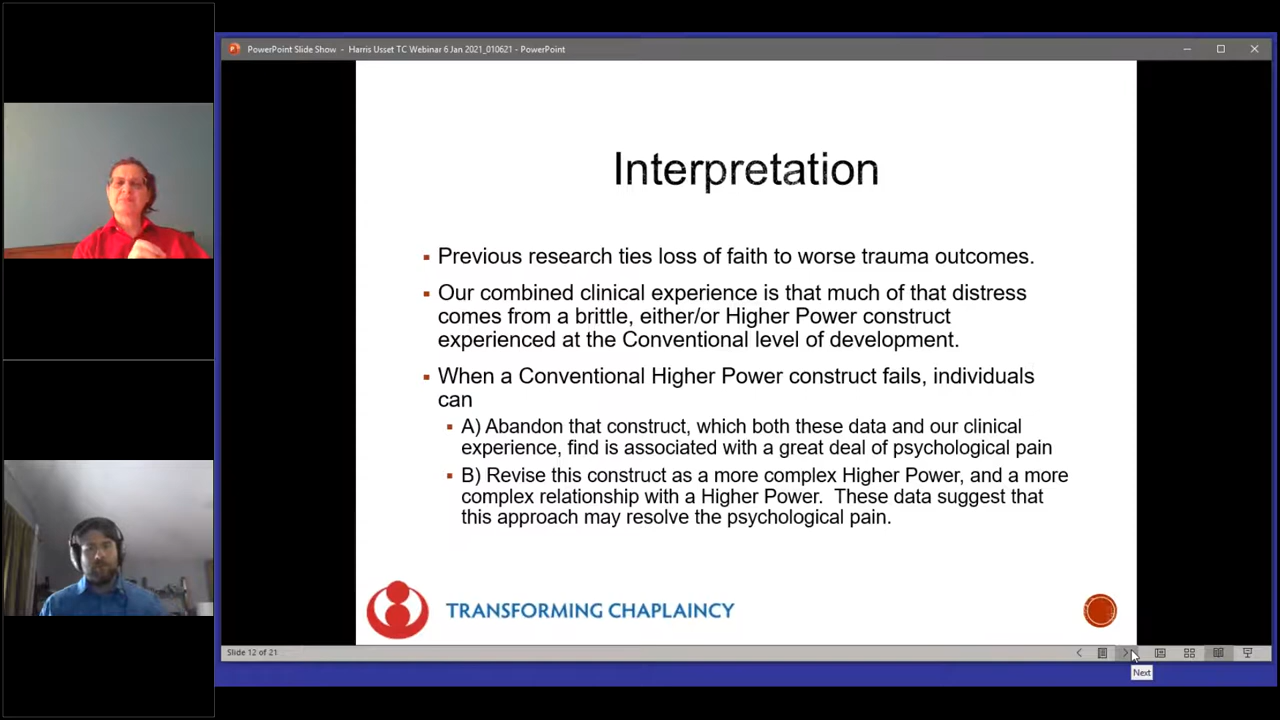 PowerPoint Slide Show - Harris Usset TC Webinar 6 Jan 2021_010621 - PowerPoint
Interpretation
Previous research ties loss of faith to worse trauma outcomes.
Our combined clinical experience is that much of that distress
comes from a brittle, either/or Higher Power construct
experienced at the Conventional level of development.
When a Conventional Higher Power construct fails, individuals
can
A) Abandon that construct, which both these data and our clinical
experience, find is associated with a great deal of psychological pain
B) Revise this construct as a more complex Higher Power, and a more
complex relationship with a Higher Power. These data suggest that
this approach may resolve the psychological pain.
TRANSFORMING CHAPLAINCY
Slide 12 of 21
Next